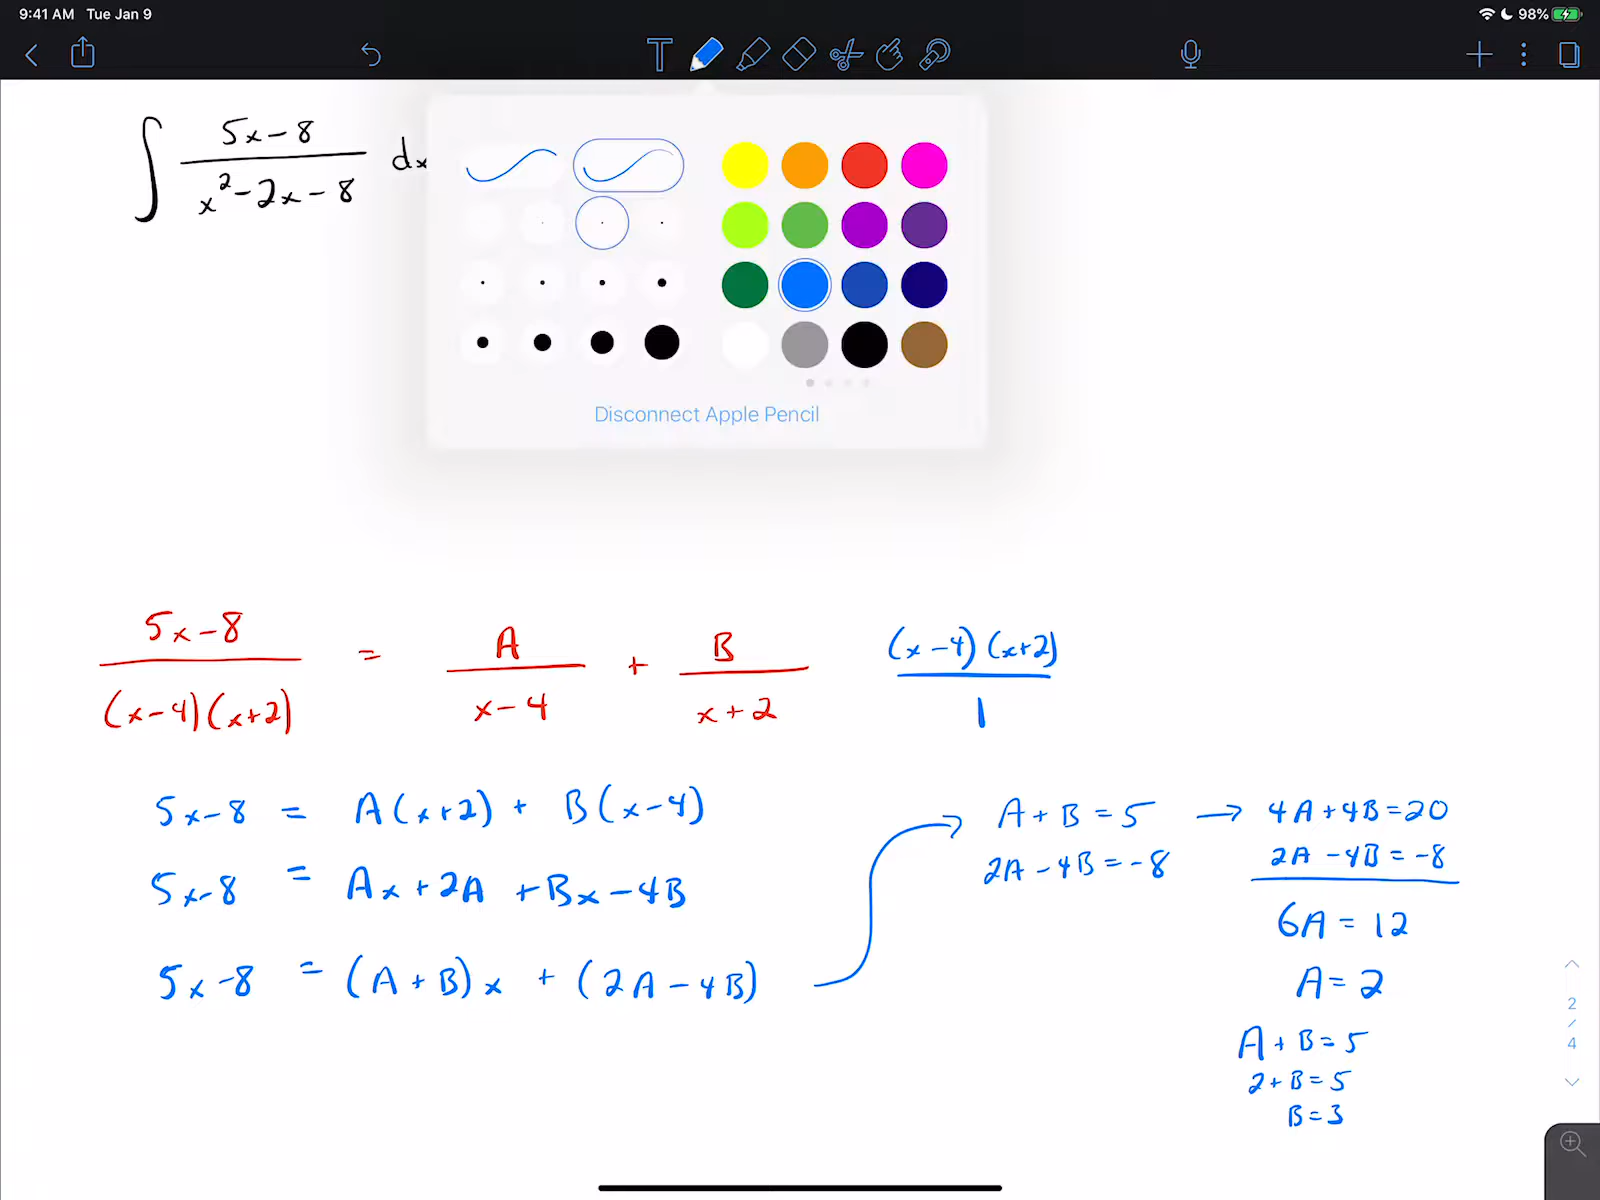 9:41 AM Tue Jan 9
98%
∫ 5x-8 / x²-2x-8 dx
Disconnect Apple Pencil
5x-8 / (x-4)(x+2) = A / x-4 + B / x+2 (x-4)(x+2) / 1
5x-8 = A(x+2) + B(x-4)
5x-8 = Ax+2A +Bx-4B
5x-8 = (A+B)x + (2A-4B)
A+B=5 → 4A+4B=20
2A-4B=-8 2A-4B=-8
6A=12
A=2
A+B=5
2+B=5
B=3
2
/
4